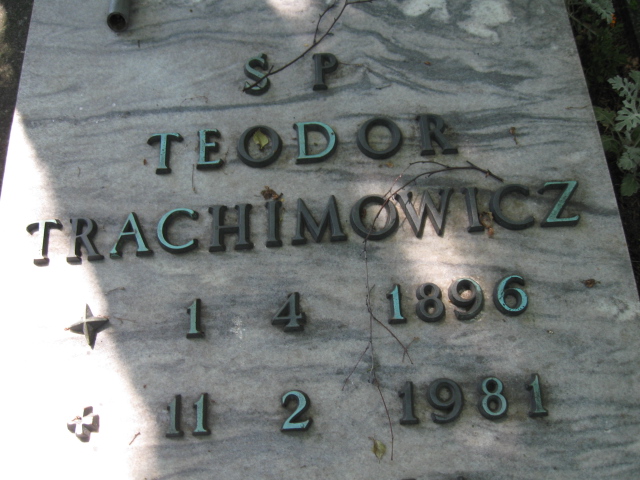 S P
TEODOR
TRACHIMOWICZ
1 4 1896
11 2 1981